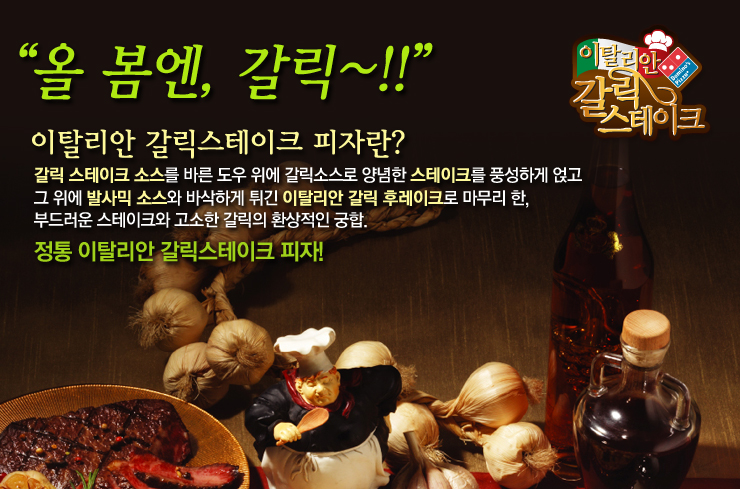 “올 봄엔, 갈릭~!!”
이탈리안
갈릭
스테이크
Domino's Pizza
이탈리안 갈릭스테이크 피자란?
갈릭 스테이크 소스를 바른 도우 위에 갈릭소스로 양념한 스테이크를 풍성하게 얹고
그 위에 발사믹 소스와 바삭하게 튀긴 이탈리안 갈릭 후레이크로 마무리 한,
부드러운 스테이크와 고소한 갈릭의 환상적인 궁합.
정통 이탈리안 갈릭스테이크 피자!